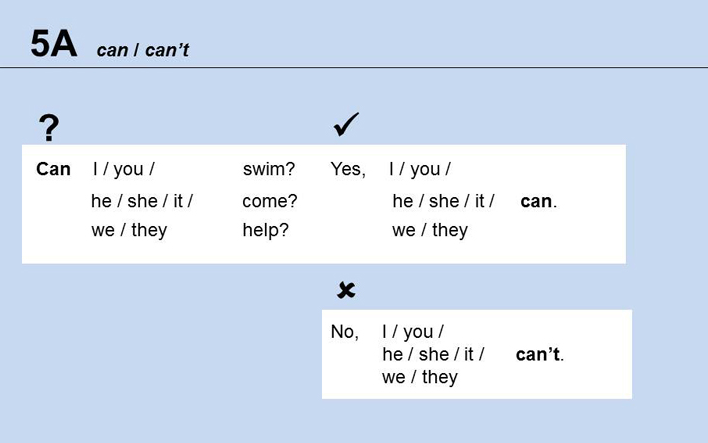 5A can / can’t
?
✓
Can I / you / swim? Yes, I / you /
he / she / it / come? he / she / it / can.
we / they help? we / they
✘
No, I / you /
he / she / it / can’t.
we / they